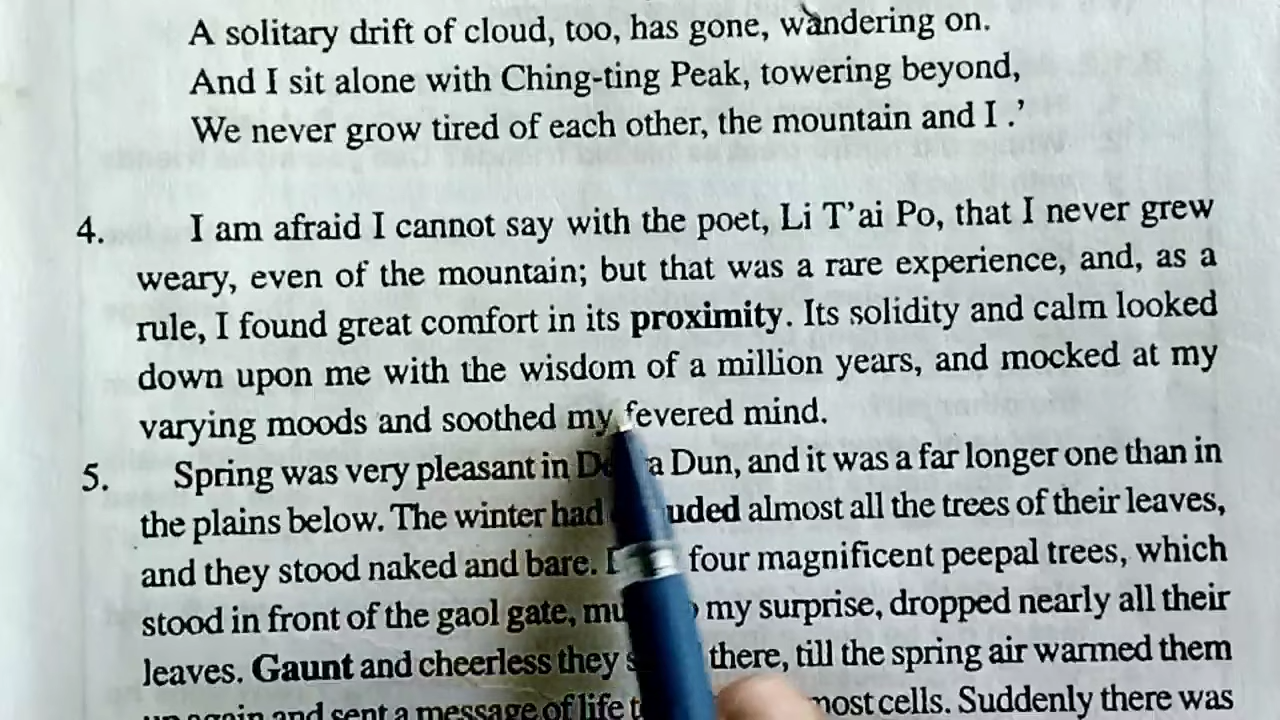 A solitary drift of cloud, too, has gone, wandering on.
And I sit alone with Ching-ting Peak, towering beyond,
We never grow tired of each other, the mountain and I .’
4. I am afraid I cannot say with the poet, Li T’ai Po, that I never grew
weary, even of the mountain; but that was a rare experience, and, as a
rule, I found great comfort in its proximity. Its solidity and calm looked
down upon me with the wisdom of a million years, and mocked at my
varying moods and soothed my fevered mind.
5. Spring was very pleasant in Dun, and it was a far longer one than in
the plains below. The winter had almost all the trees of their leaves,
and they stood naked and bare. four magnificent peepal trees, which
stood in front of the gaol gate, my surprise, dropped nearly all their
leaves. Gaunt and cheerless they there, till the spring air warmed them
again and sent a message of life cells. Suddenly there was